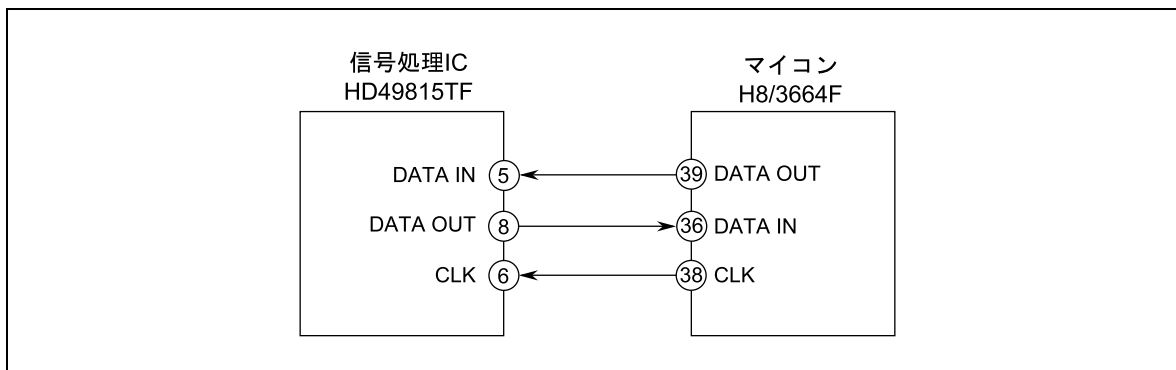 信号処理IC
HD49815TF
マイコン
H8/3664F
DATA IN 5 39 DATA OUT
DATA OUT 8 36 DATA IN
CLK 6 38 CLK